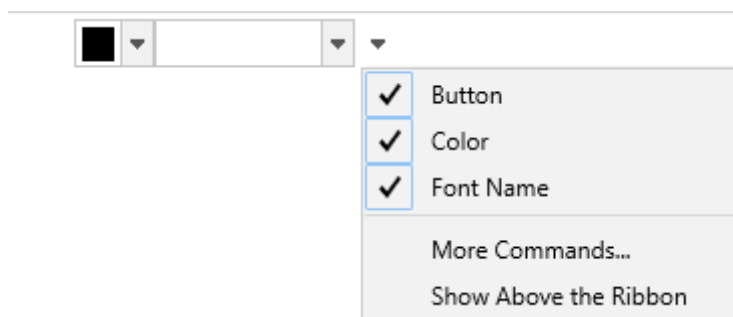 Button
Color
Font Name
More Commands...
Show Above the Ribbon